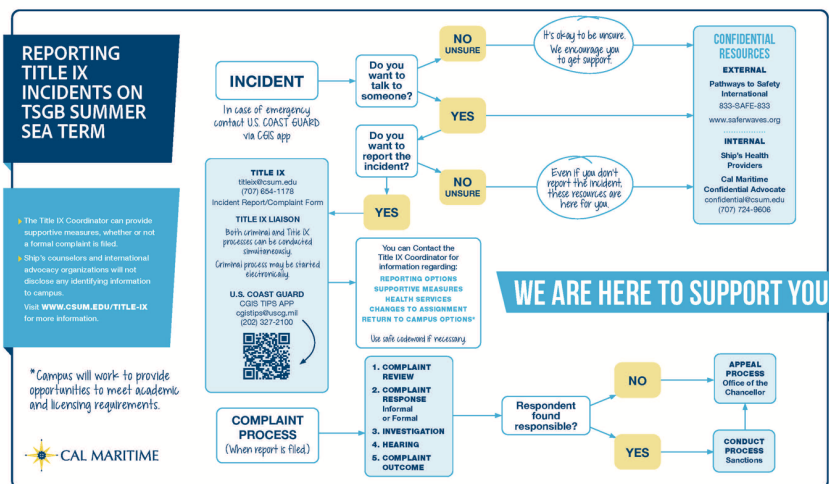 REPORTING
TITLE IX
INCIDENTS ON
TSGB SUMMER
SEA TERM
The Title IX Coordinator can provide
supportive measures, whether or not
a formal complaint is filed.
Ship's counselors and international
advocacy organizations will not
disclose any identifying information
to campus.
Visit WWW.CSUM.EDU/TITLE-IX
for more information.
*Campus will work to provide
opportunities to meet academic
and licensing requirements.
CAL MARITIME
INCIDENT
In case of emergency
contact U.S. COAST GUARD
via CGIS app
Do you
want to
talk to
someone?
NO
UNSURE
It's okay to be unsure.
We encourage you
to get support.
YES
Do you
want to
report the
incident?
NO
UNSURE
Even if you don't
report the incident,
these resources are
here for you.
YES
CONFIDENTIAL
RESOURCES
EXTERNAL
Pathways to Safety
International
833-SAFE-833
www.saferwaves.org
INTERNAL
Ship's Health
Providers
Cal Maritime
Confidential Advocate
confidential@csum.edu
(707) 724-9606
TITLE IX
titleix@csum.edu
(707) 654-1178
Incident Report/Complaint Form
TITLE IX LIAISON
Both criminal and Title IX
processes can be conducted
simultaneously.
Criminal process may be started
electronically.
U.S. COAST GUARD
CGIS TIPS APP
cgistips@uscg.mil
(202) 327-2100
You can Contact the
Title IX Coordinator for
information regarding:
REPORTING OPTIONS
SUPPORTIVE MEASURES
HEALTH SERVICES
CHANGES TO ASSIGNMENT
RETURN TO CAMPUS OPTIONS*
Use safe codeword if necessary.
WE ARE HERE TO SUPPORT YOU
COMPLAINT
PROCESS
(When report is filed.)
1. COMPLAINT
REVIEW
2. COMPLAINT
RESPONSE
Informal
or Formal
3. INVESTIGATION
4. HEARING
5. COMPLAINT
OUTCOME
Respondent
found
responsible?
NO
YES
APPEAL
PROCESS
Office of the
Chancellor
CONDUCT
PROCESS
Sanctions